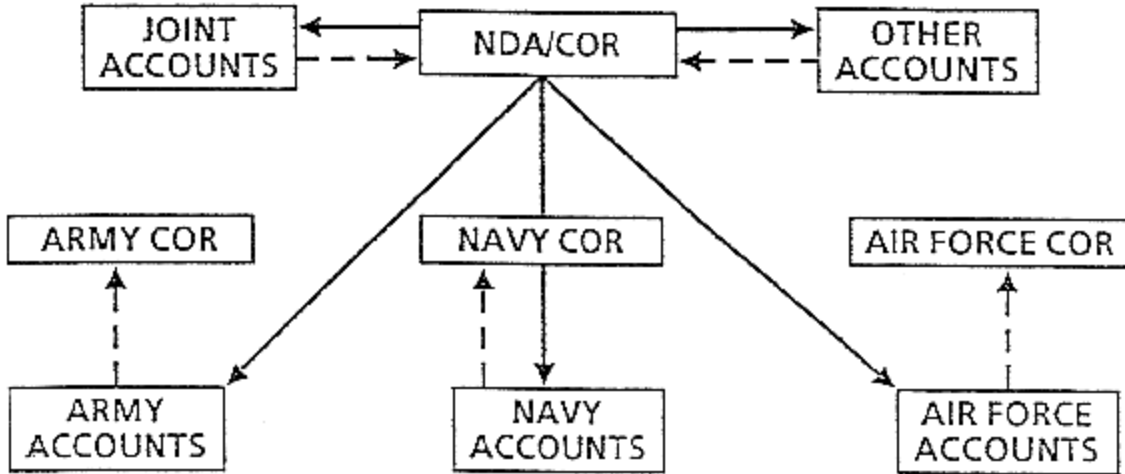 JOINT
ACCOUNTS
NDA/COR
OTHER
ACCOUNTS
ARMY COR
NAVY COR
AIR FORCE COR
ARMY
ACCOUNTS
NAVY
ACCOUNTS
AIR FORCE
ACCOUNTS